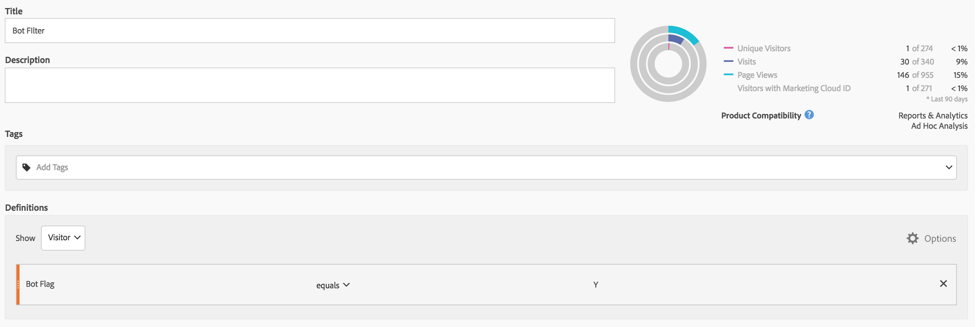 Title
Bot Filter
Description
Unique Visitors 1 of 274 < 1%
Visits 30 of 340 9%
Page Views 146 of 955 15%
Visitors with Marketing Cloud ID 1 of 271 < 1%
* Last 90 days
Product Compatibility ? Reports & Analytics
Ad Hoc Analysis
Tags
Add Tags
Definitions
Show Visitor Options
Bot Flag equals Y